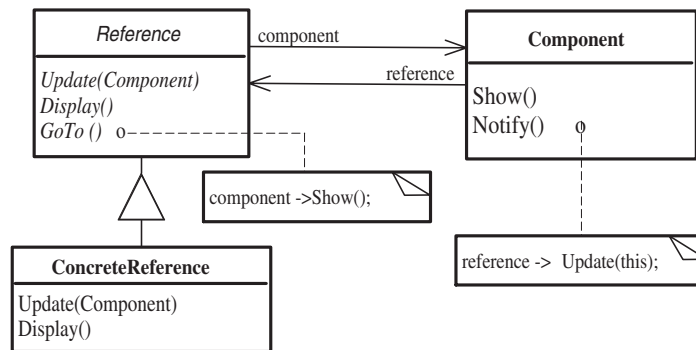 Reference
Update(Component)
Display()
GoTo () o
component
reference
Component
Show()
Notify() o
component ->Show();
reference -> Update(this);
ConcreteReference
Update(Component)
Display()